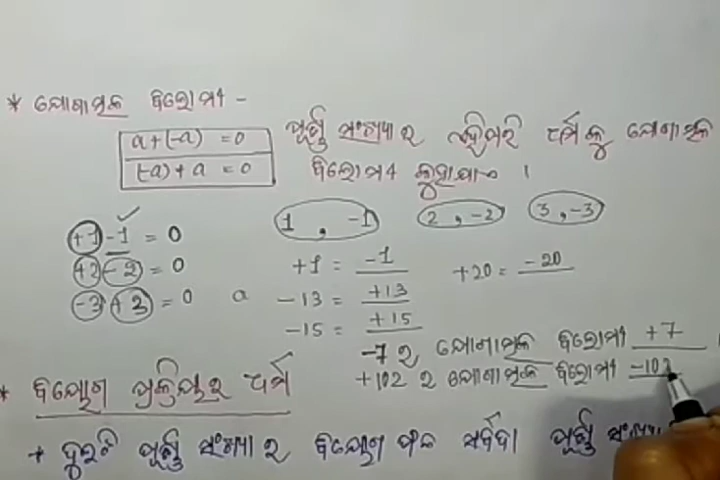 * ଯୋଗାତ୍ମକ ବିଲୋମୀ -
a + (-a) = 0
(-a) + a = 0
ପୂର୍ଣ୍ଣ ସଂଖ୍ୟାର ଏହିପରି ଧର୍ମକୁ ଯୋଗାତ୍ମକ
ବିଲୋମୀ କୁହାଯାଏ ।
1 , -1
2 , -2
3 , -3
+1 -1 = 0
+2 -2 = 0
-3 +3 = 0
a
+1 = -1
-13 = +13
-15 = +15
+20 = -20
-7 ର ଯୋଗାତ୍ମକ ବିଲୋମୀ +7 ।
+102 ର ଯୋଗାତ୍ମକ ବିଲୋମୀ -102
* ବିୟୋଗ ପ୍ରକ୍ରିୟାର ଧର୍ମ
+ ଦୁଇଟି ପୂର୍ଣ୍ଣ ସଂଖ୍ୟାର ବିୟୋଗ ଫଳ ସର୍ବଦା ପୂର୍ଣ୍ଣ